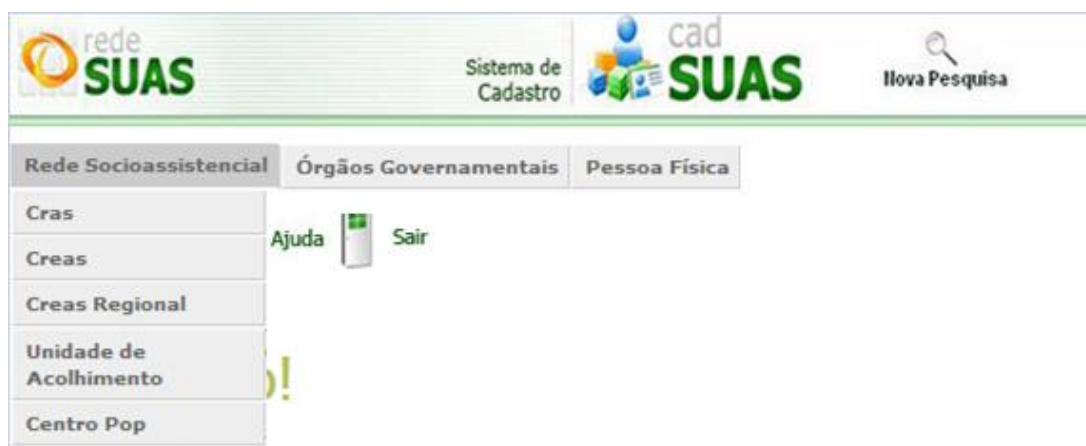 rede
SUAS
Sistema de
Cadastro
cad
SUAS
Nova Pesquisa
Rede Socioassistencial
Órgãos Governamentais
Pessoa Física
Cras
Ajuda
Sair
Creas
Creas Regional
Unidade de
Acolhimento
!
Centro Pop